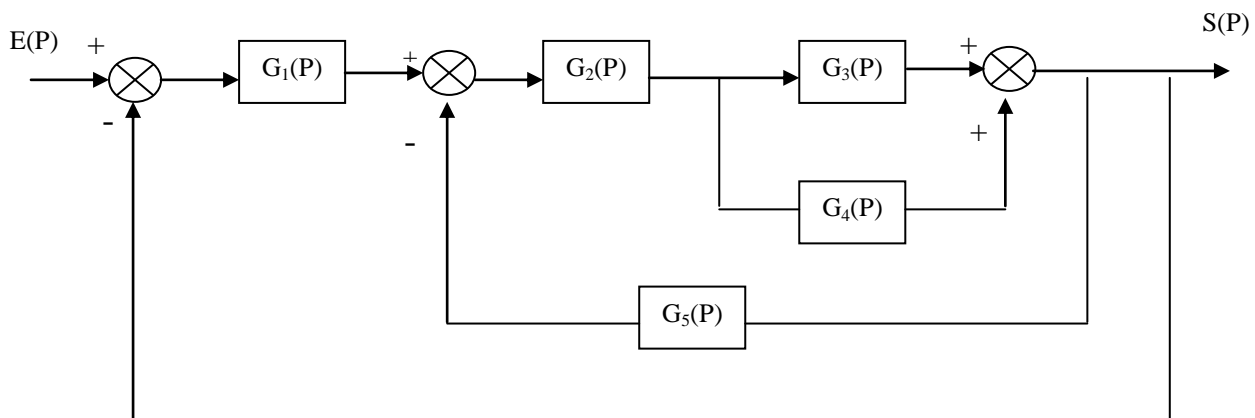 E(P)
S(P)
+
-
G₁(P)
+
-
G₂(P)
G₃(P)
+
+
G₄(P)
G₅(P)